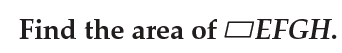 Find the area of ▱EFGH.